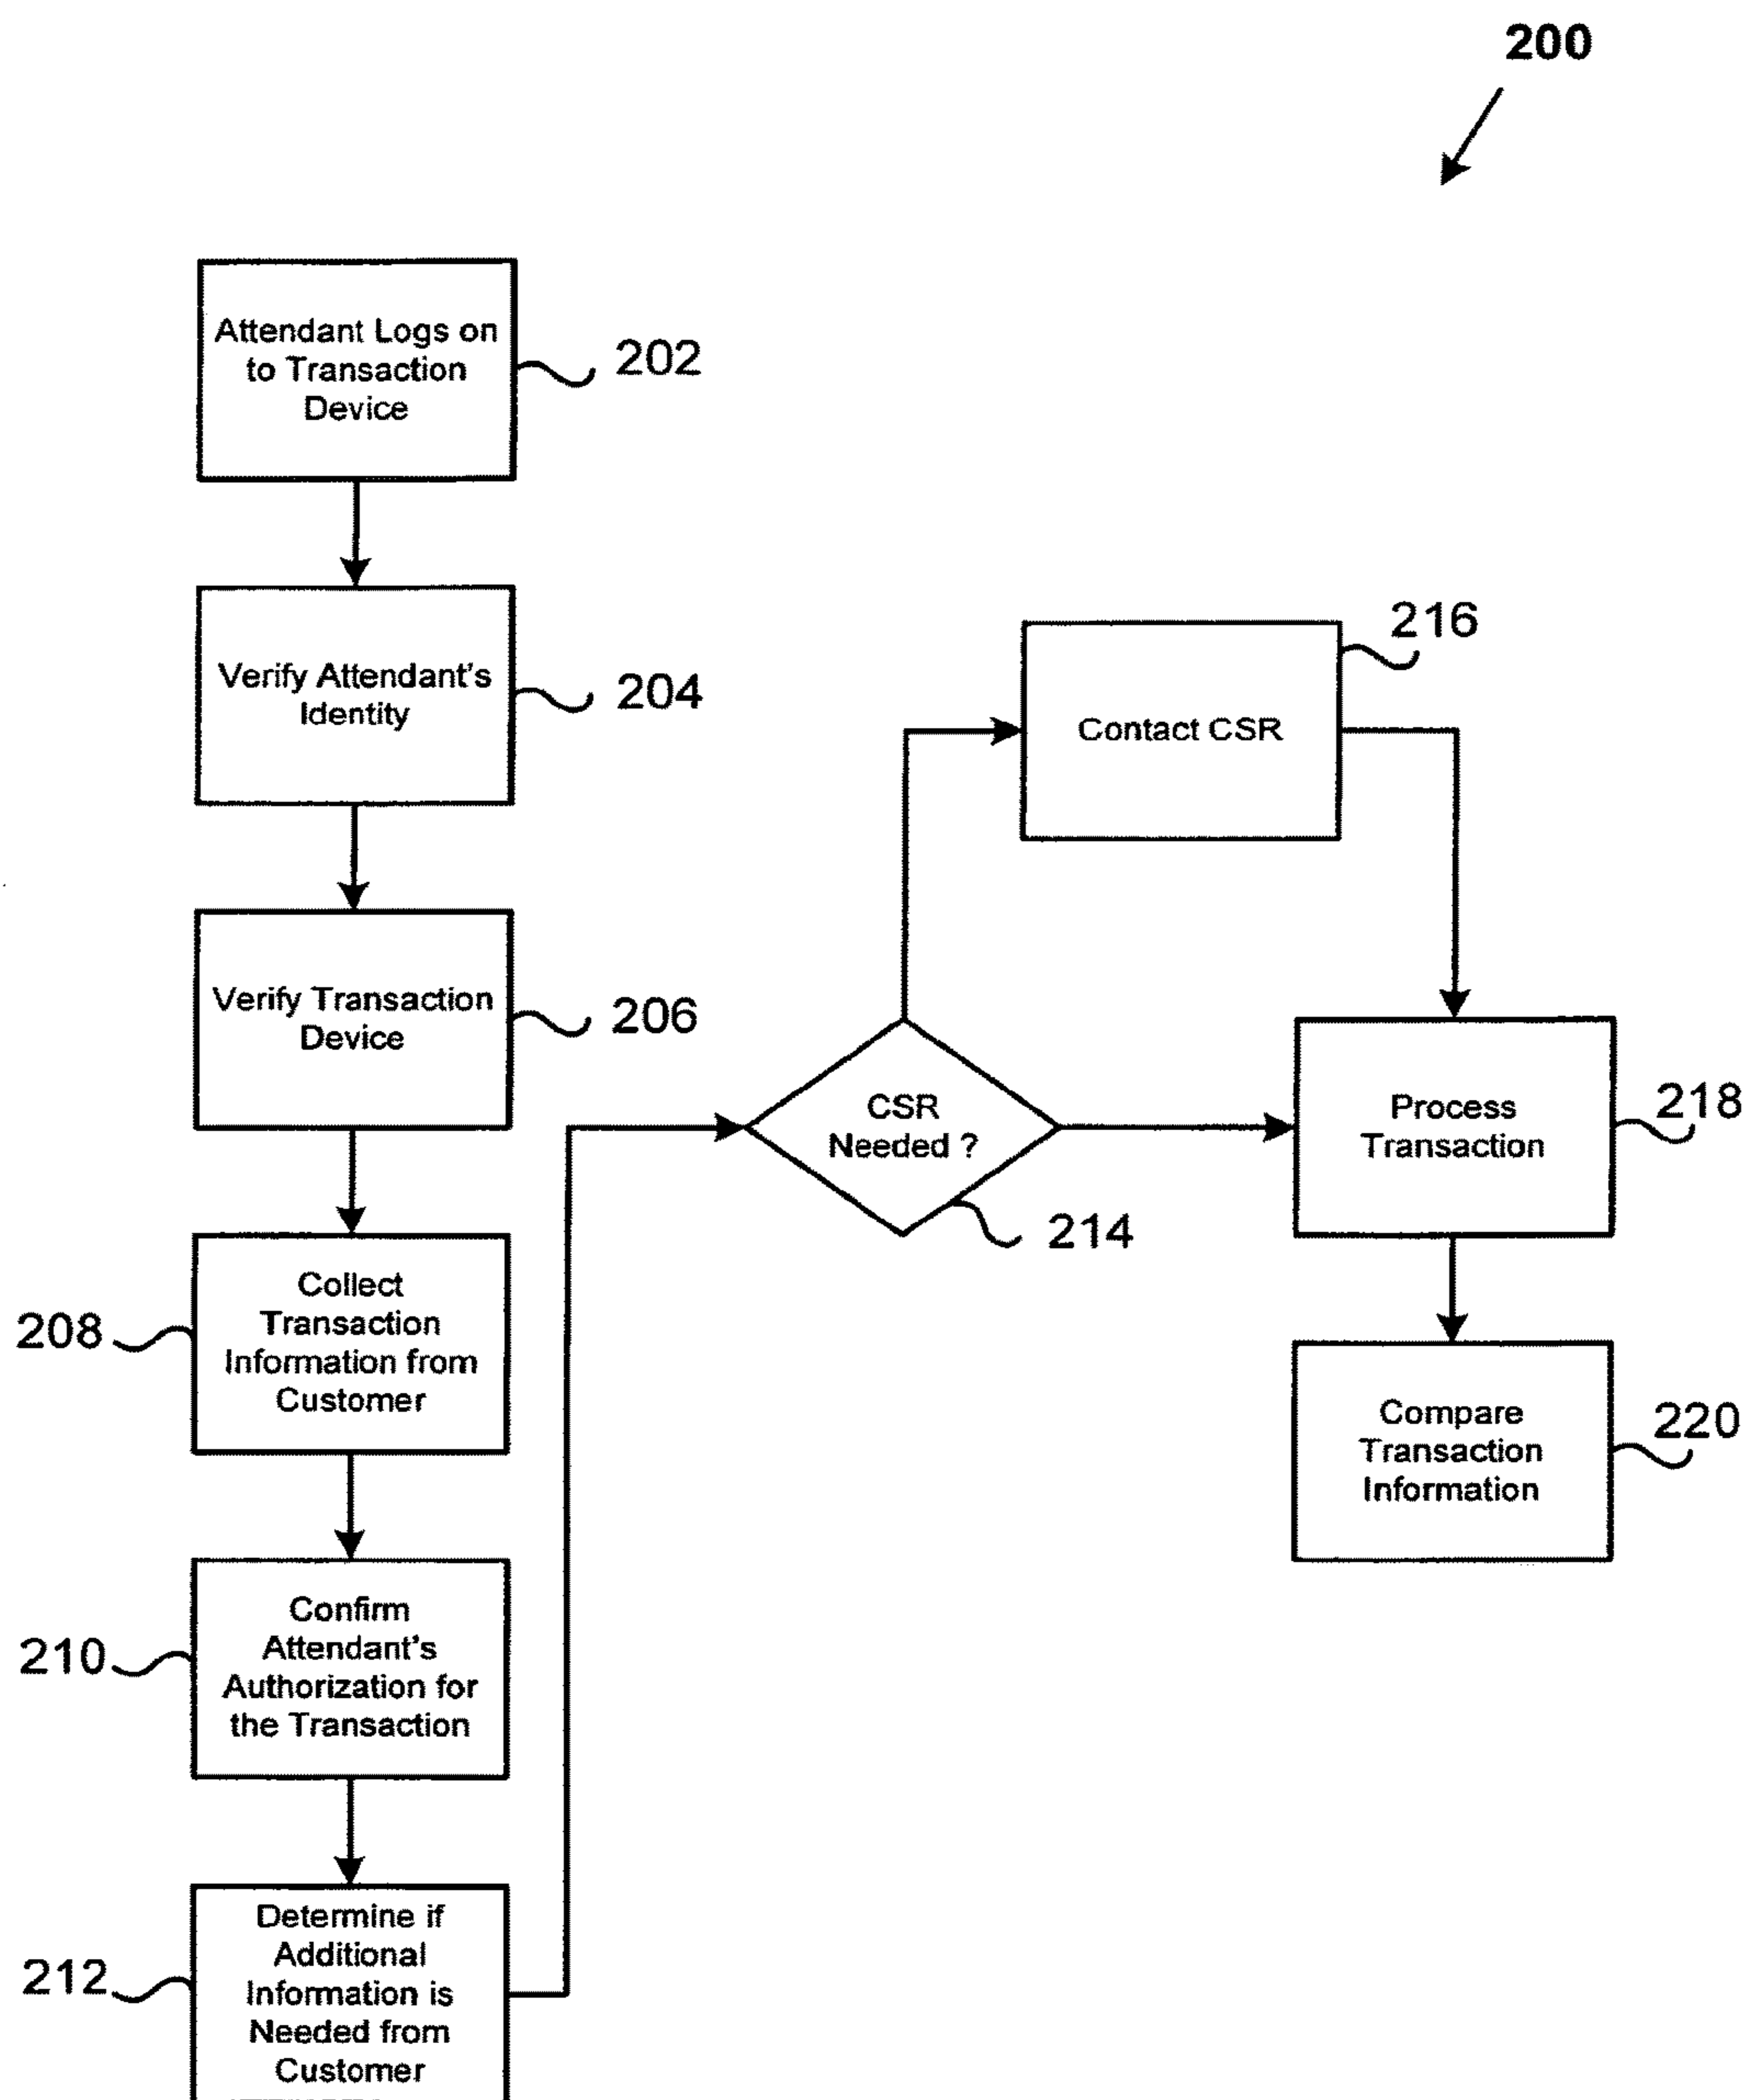 200
Attendant Logs on
to Transaction
Device
202
Verify Attendant's
Identity
204
Verify Transaction
Device
206
Collect
Transaction
Information from
Customer
208
Confirm
Attendant's
Authorization for
the Transaction
210
Determine if
Additional
Information is
Needed from
Customer
212
CSR
Needed ?
214
Contact CSR
216
Process
Transaction
218
Compare
Transaction
Information
220